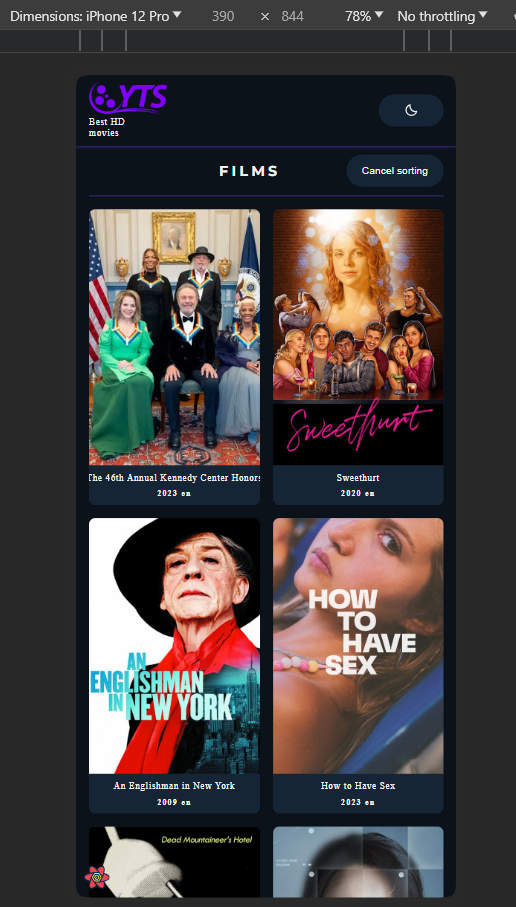 Dimensions: iPhone 12 Pro ▼ 390 × 844 78% ▼ No throttling ▼
YTS
Best HD
movies
FILMS
Cancel sorting
Sweethurt
The 46th Annual Kennedy Center Honors
2023 en
Sweethurt
2020 en
AN
ENGLISHMAN
IN NEW YORK
HOW
TO
HAVE
SEX
An Englishman in New York
2009 en
How to Have Sex
2023 en
Dead Mountaineer's Hotel